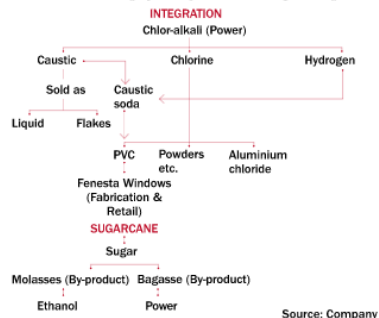 INTEGRATION
Chlor-alkali (Power)
Caustic
Chlorine
Hydrogen
Sold as
Caustic
soda
Liquid
Flakes
PVC
Powders
etc.
Aluminium
chloride
Fenesta Windows
(Fabrication &
Retail)
SUGARCANE
Sugar
Molasses (By-product)
Bagasse (By-product)
Ethanol
Power
Source: Company